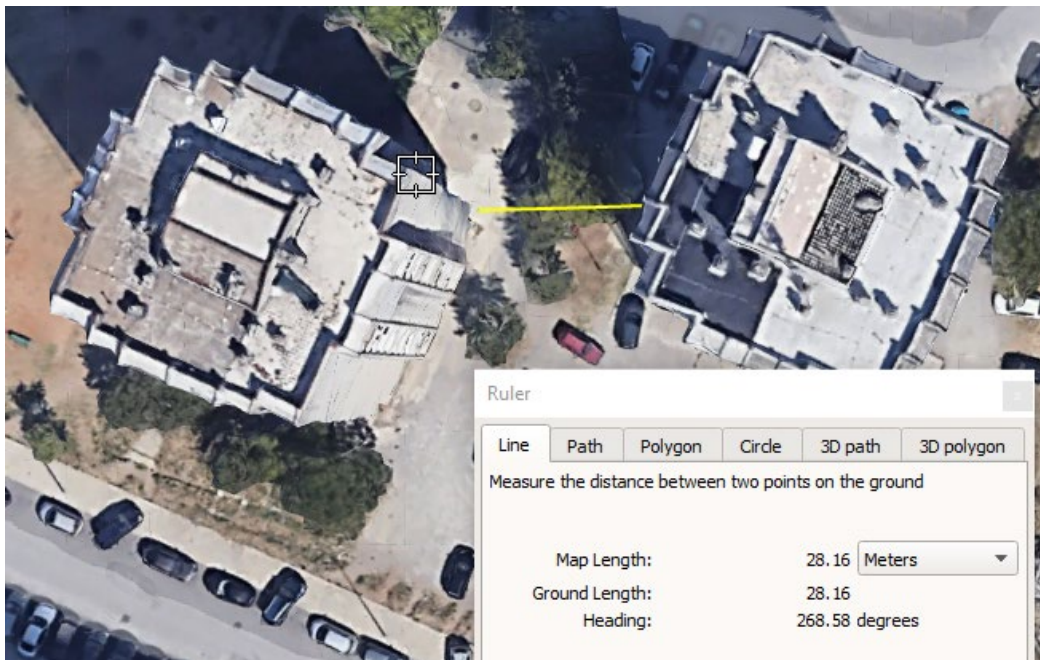 Ruler
Line Path Polygon Circle 3D path 3D polygon
Measure the distance between two points on the ground
Map Length: 28.16 Meters
Ground Length: 28.16
Heading: 268.58 degrees